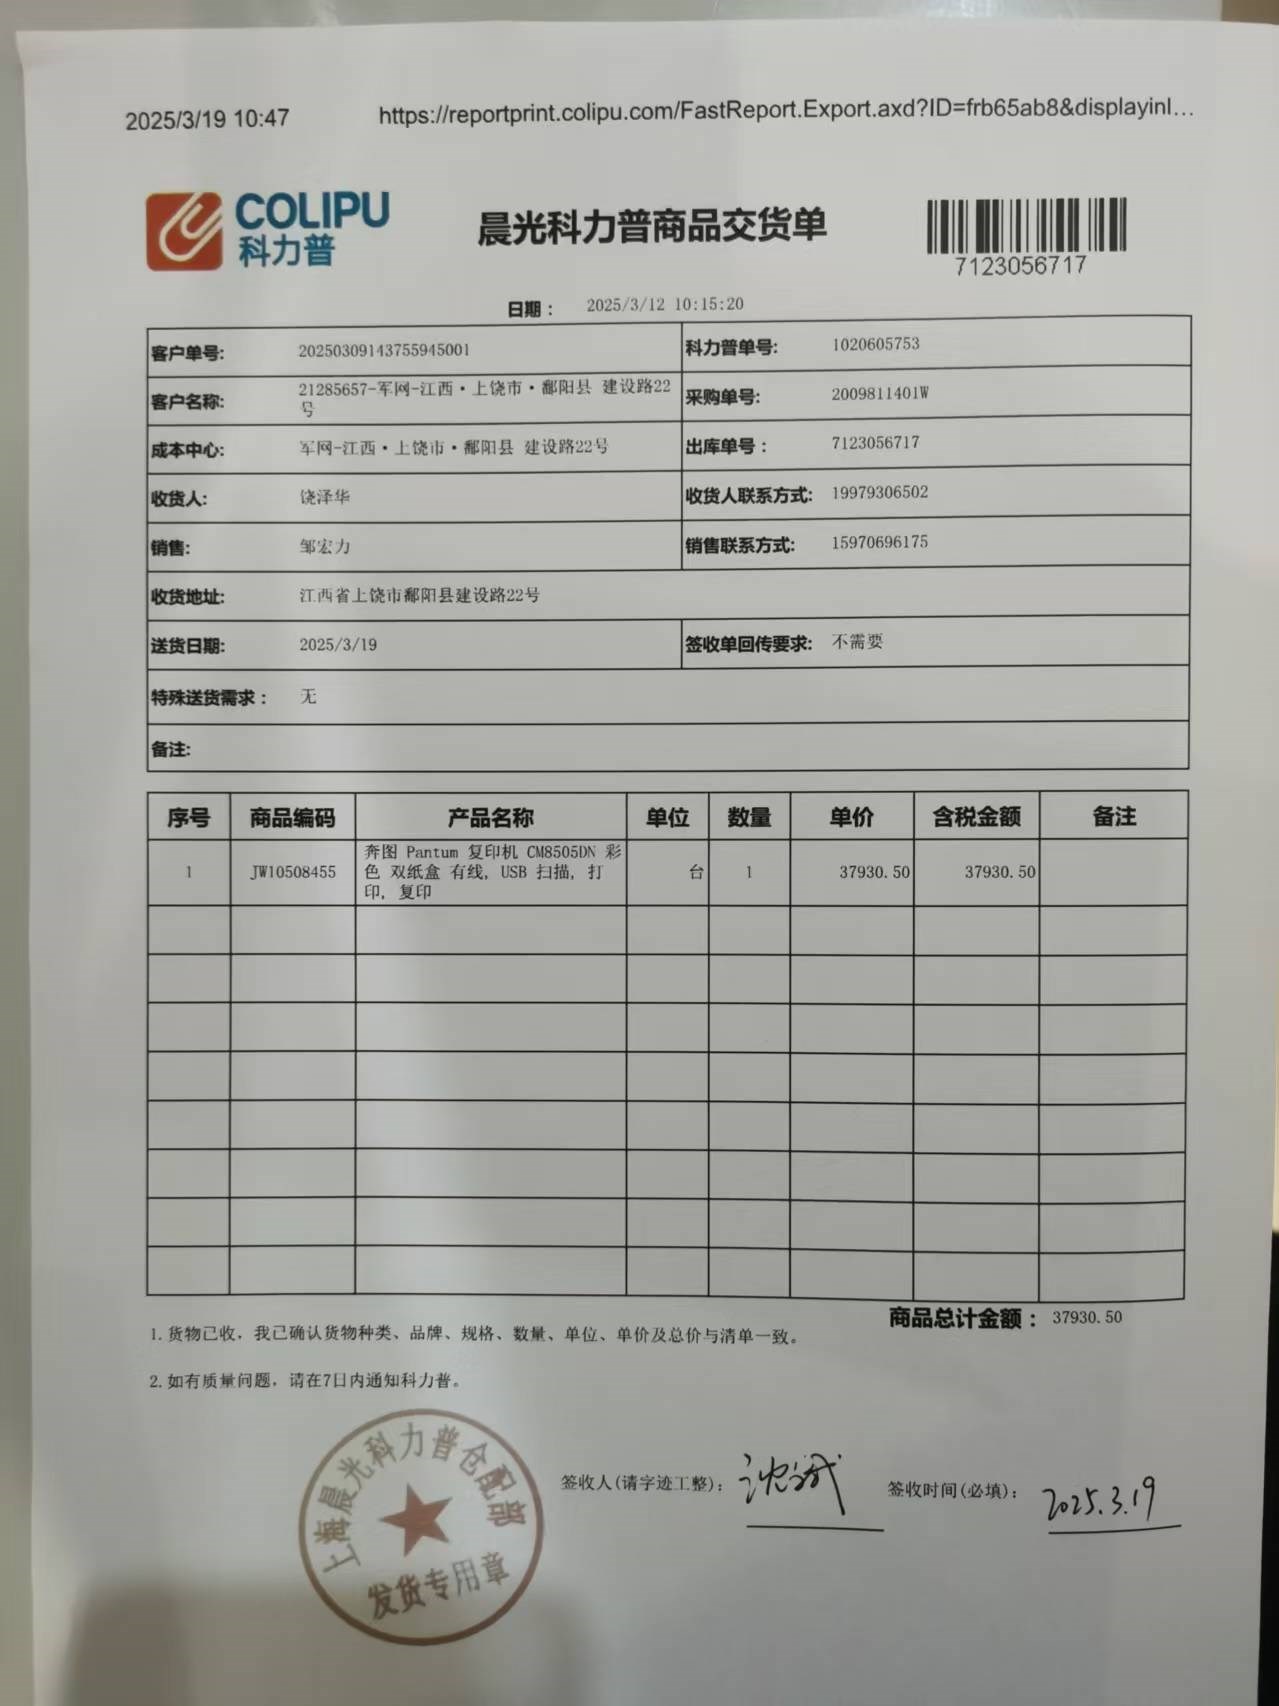 2025/3/19 10:47 https://reportprint.colipu.com/FastReport.Export.axd?ID=frb65ab8&displayinl...
COLIPU
科力普
晨光科力普商品交货单
7123056717
日期： 2025/3/12 10:15:20
客户单号: 20250309143755945001 科力普单号: 1020605753
客户名称: 21285657-军网-江西·上饶市·鄱阳县 建设路22号 采购单号: 2009811401W
成本中心: 军网-江西·上饶市·鄱阳县 建设路22号 出库单号： 7123056717
收货人: 饶泽华 收货人联系方式: 19979306502
销售: 邹宏力 销售联系方式: 15970696175
收货地址: 江西省上饶市鄱阳县建设路22号
送货日期: 2025/3/19 签收单回传要求: 不需要
特殊送货需求： 无
备注:
序号 商品编码 产品名称 单位 数量 单价 含税金额 备注
1 JW10508455 奔图 Pantum 复印机 CM8505DN 彩色 双纸盒 有线, USB 扫描, 打印, 复印 台 1 37930.50 37930.50
商品总计金额： 37930.50
1. 货物已收，我已确认货物种类、品牌、规格、数量、单位、单价及总价与清单一致。
2. 如有质量问题，请在7日内通知科力普。
上海晨光科力普仓配部
发货专用章
签收人(请字迹工整)： 签收时间(必填)： 2025.3.19